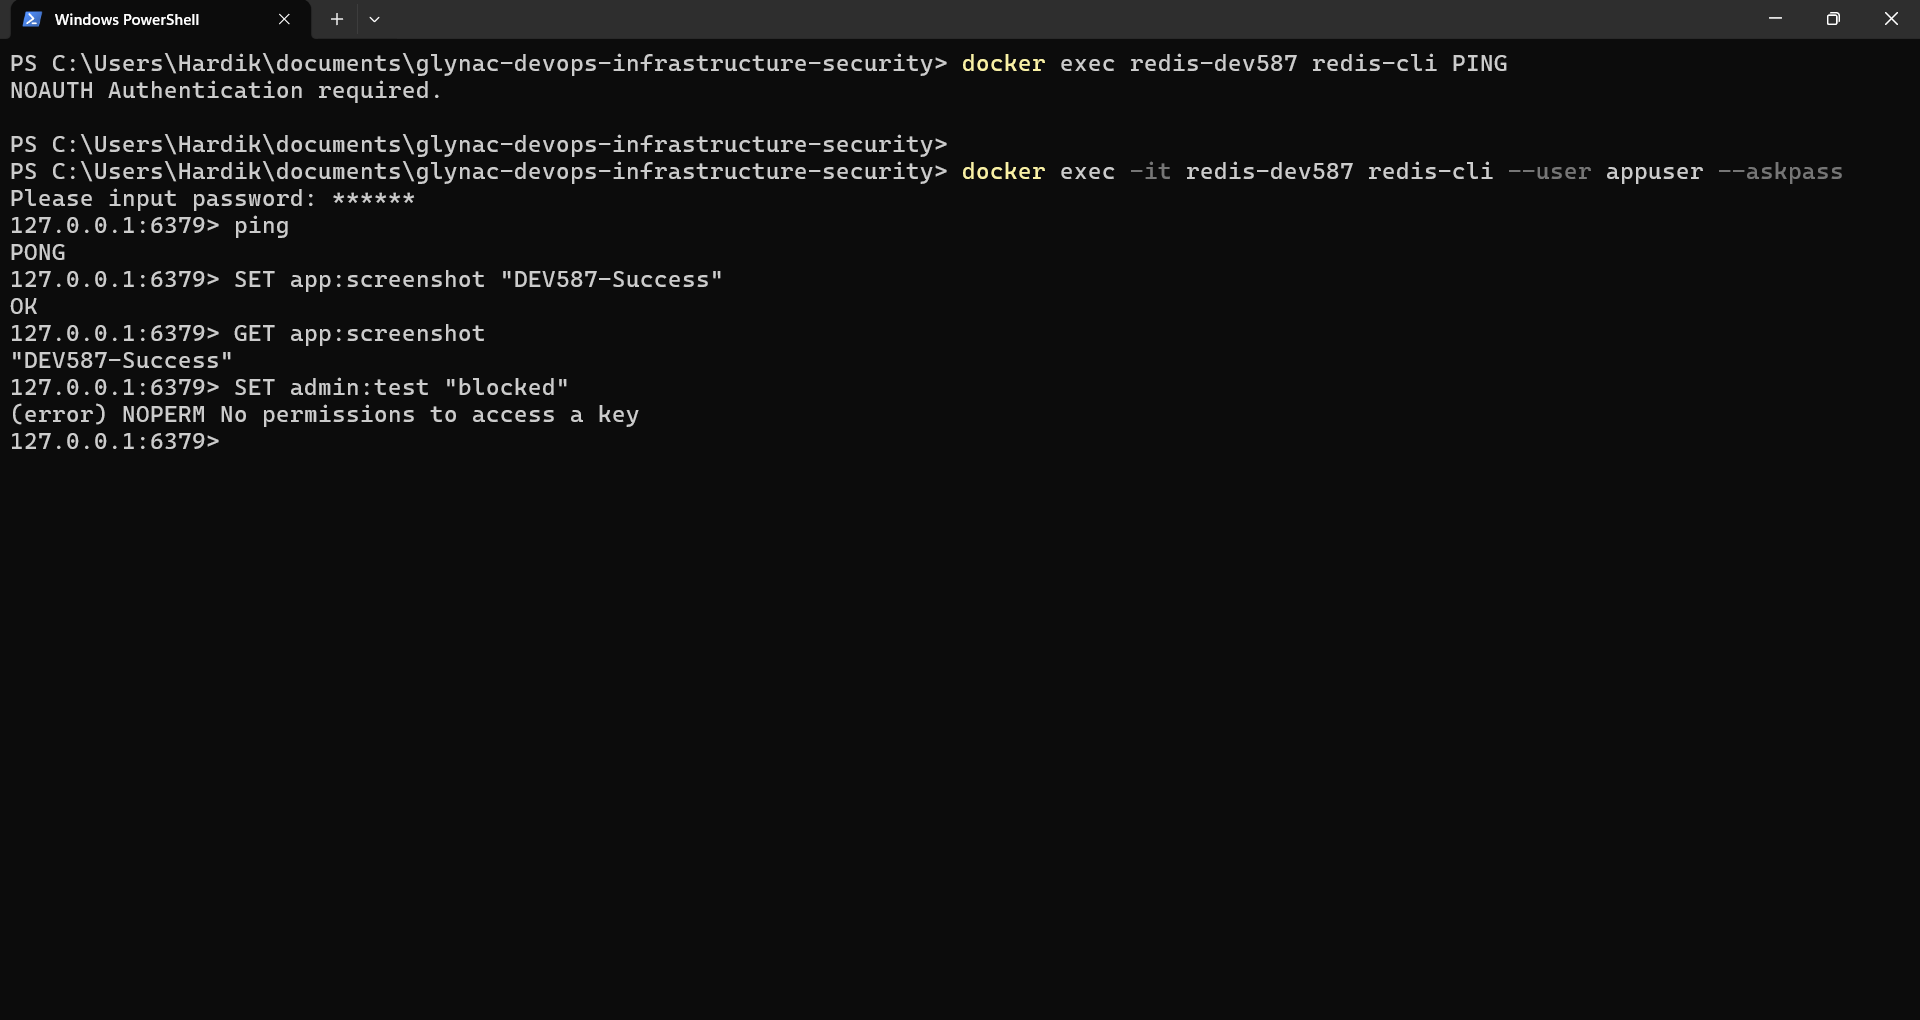 Windows PowerShell
PS C:\Users\Hardik\documents\glynac-devops-infrastructure-security> docker exec redis-dev587 redis-cli PING
NOAUTH Authentication required.
PS C:\Users\Hardik\documents\glynac-devops-infrastructure-security>
PS C:\Users\Hardik\documents\glynac-devops-infrastructure-security> docker exec -it redis-dev587 redis-cli --user appuser --askpass
Please input password: ******
127.0.0.1:6379> ping
PONG
127.0.0.1:6379> SET app:screenshot "DEV587-Success"
OK
127.0.0.1:6379> GET app:screenshot
"DEV587-Success"
127.0.0.1:6379> SET admin:test "blocked"
(error) NOPERM No permissions to access a key
127.0.0.1:6379>